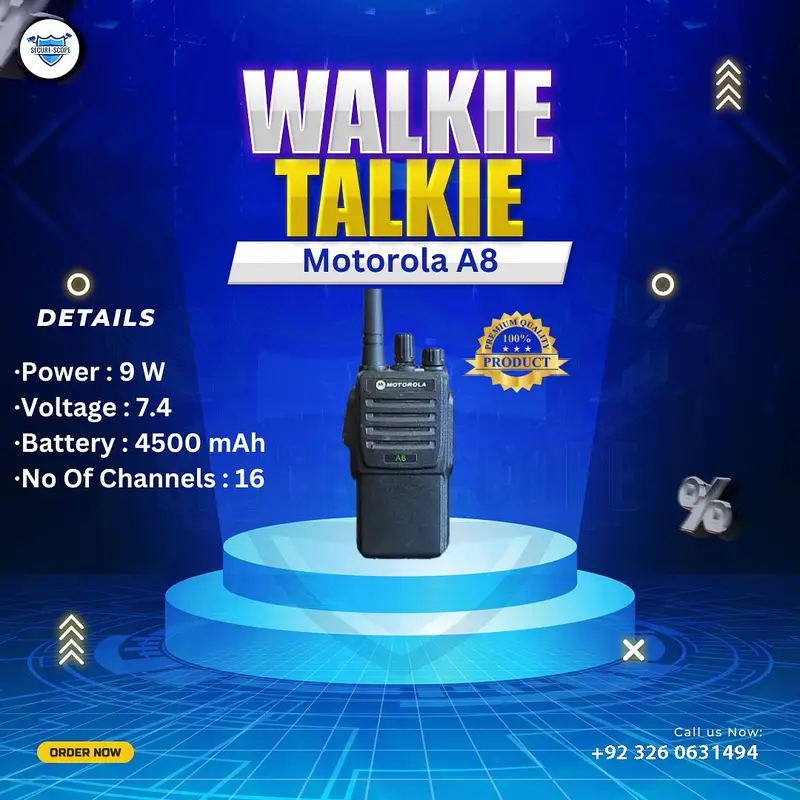 SECURE-SCOPE
WALKIE
TALKIE
Motorola A8
DETAILS
·Power : 9 W
·Voltage : 7.4
·Battery : 4500 mAh
·No Of Channels : 16
PREMIUM QUALITY
100%
PRODUCT
MOTOROLA
A8
%
ORDER NOW
Call us Now:
+92 326 0631494